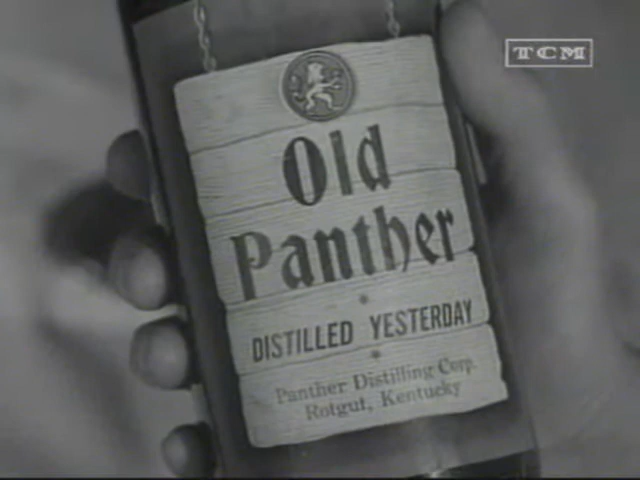 TCM
Old
Panther
DISTILLED YESTERDAY
Panther Distilling Corp.
Rotgut, Kentucky